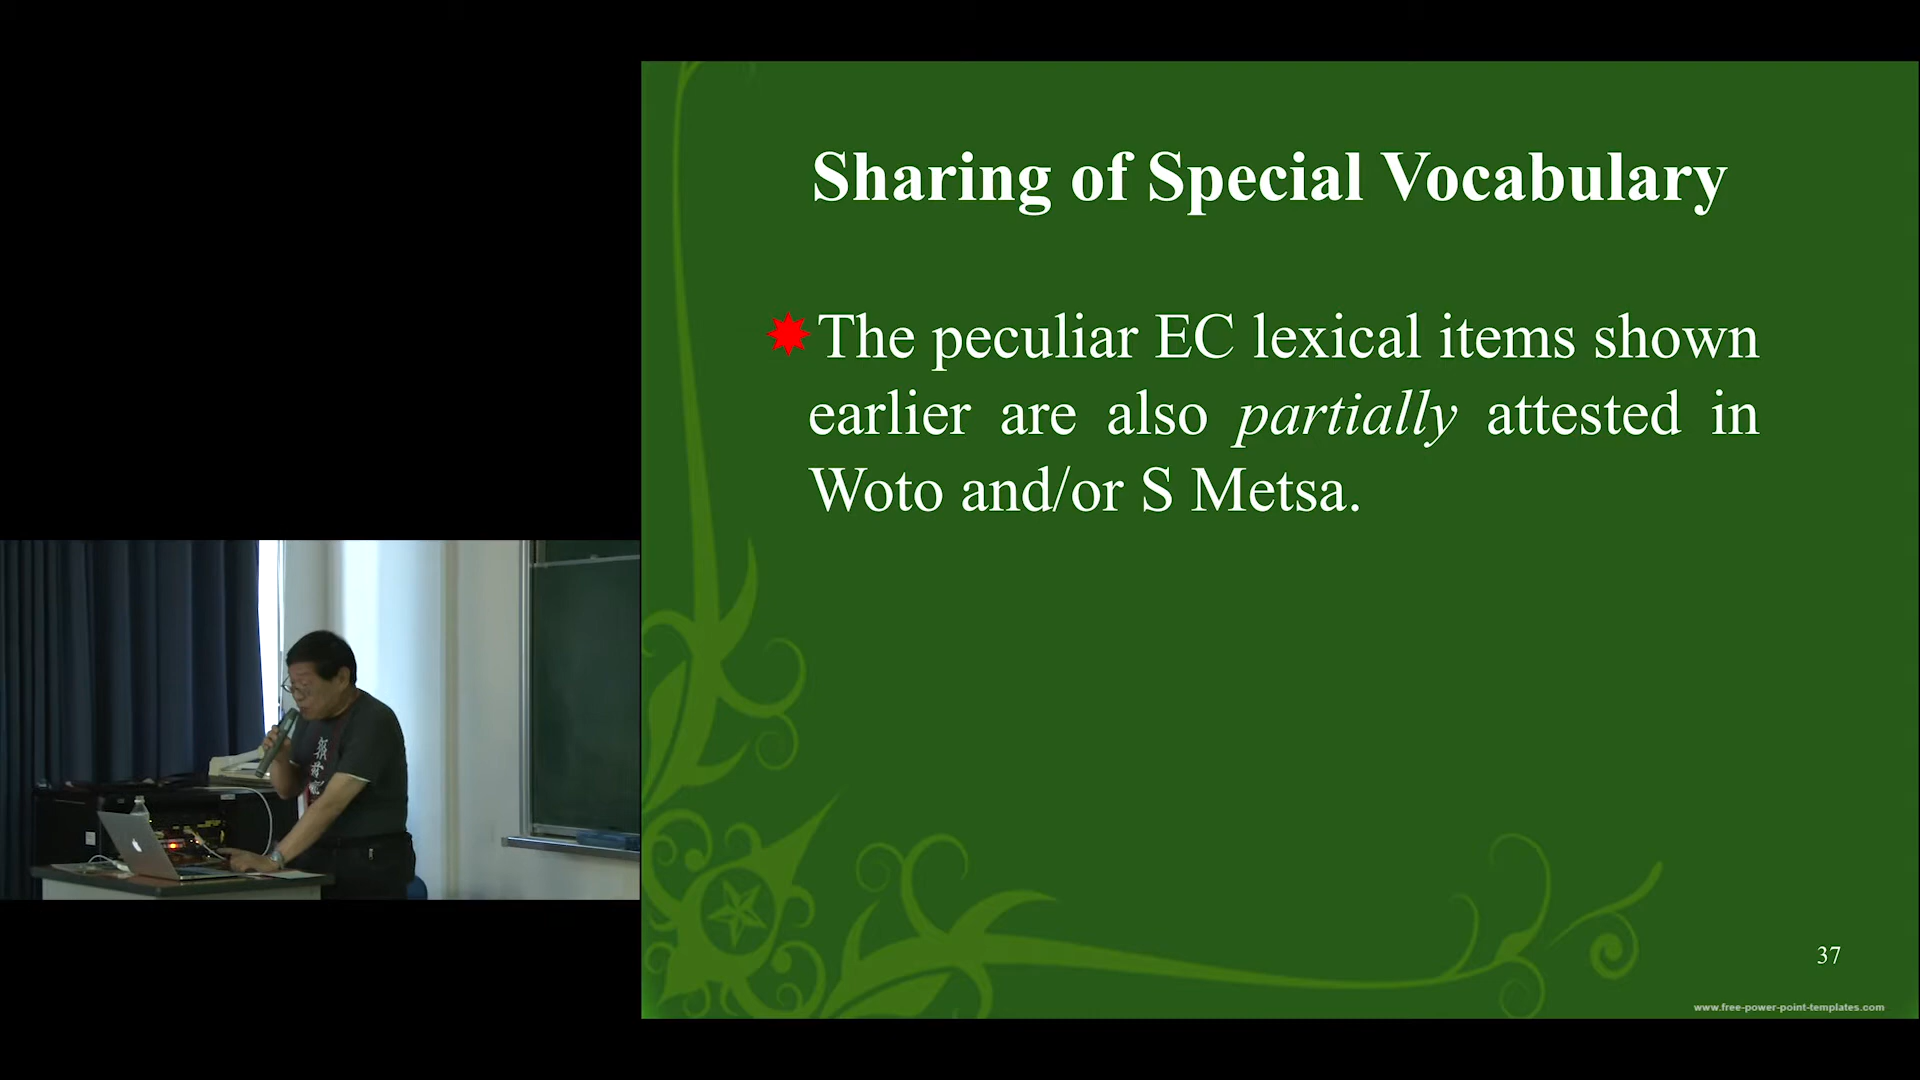 Sharing of Special Vocabulary
The peculiar EC lexical items shown
earlier are also partially attested in
Woto and/or S Metsa.
37
www.free-power-point-templates.com